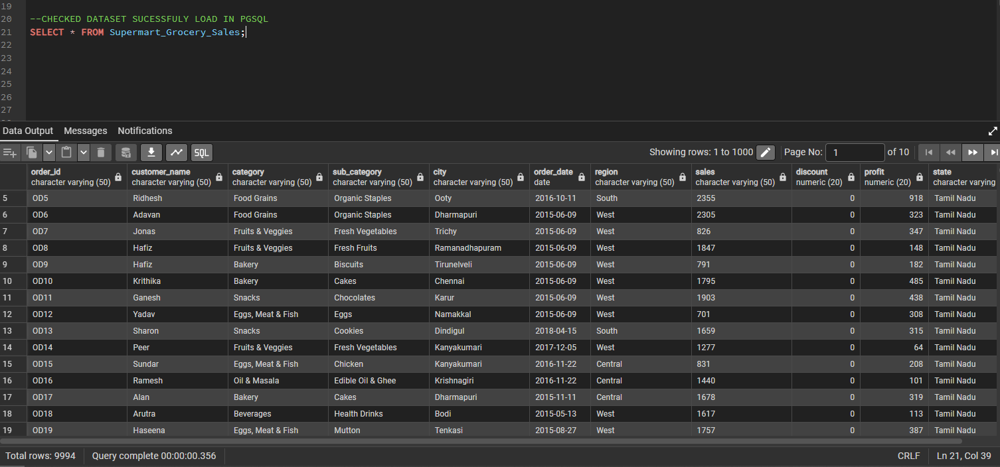 19
20 --CHECKED DATASET SUCESSFULY LOAD IN PGSQL
21 SELECT * FROM Supermart_Grocery_Sales;
22
23
24
25
26
27
Data Output Messages Notifications
SQL Showing rows: 1 to 1000 Page No: 1 of 10
order_id customer_name category sub_category city order_date region sales discount profit state
character varying (50) character varying (50) character varying (50) character varying (50) character varying (50) date character varying (50) character varying (50) numeric (20) numeric (20) character varying
5 OD5 Ridhesh Food Grains Organic Staples Ooty 2016-10-11 South 2355 0 918 Tamil Nadu
6 OD6 Adavan Food Grains Organic Staples Dharmapuri 2015-06-09 West 2305 0 323 Tamil Nadu
7 OD7 Jonas Fruits & Veggies Fresh Vegetables Trichy 2015-06-09 West 826 0 347 Tamil Nadu
8 OD8 Hafiz Fruits & Veggies Fresh Fruits Ramanadhapuram 2015-06-09 West 1847 0 148 Tamil Nadu
9 OD9 Hafiz Bakery Biscuits Tirunelveli 2015-06-09 West 791 0 182 Tamil Nadu
10 OD10 Krithika Bakery Cakes Chennai 2015-06-09 West 1795 0 485 Tamil Nadu
11 OD11 Ganesh Snacks Chocolates Karur 2015-06-09 West 1903 0 438 Tamil Nadu
12 OD12 Yadav Eggs, Meat & Fish Eggs Namakkal 2015-06-09 West 701 0 308 Tamil Nadu
13 OD13 Sharon Snacks Cookies Dindigul 2018-04-15 South 1659 0 315 Tamil Nadu
14 OD14 Peer Fruits & Veggies Fresh Vegetables Kanyakumari 2017-12-05 West 1277 0 64 Tamil Nadu
15 OD15 Sundar Eggs, Meat & Fish Chicken Kanyakumari 2016-11-22 Central 831 0 208 Tamil Nadu
16 OD16 Ramesh Oil & Masala Edible Oil & Ghee Krishnagiri 2016-11-22 Central 1440 0 101 Tamil Nadu
17 OD17 Alan Bakery Cakes Dharmapuri 2015-11-11 Central 1678 0 319 Tamil Nadu
18 OD18 Arutra Beverages Health Drinks Bodi 2015-05-13 West 1617 0 113 Tamil Nadu
19 OD19 Haseena Eggs, Meat & Fish Mutton Tenkasi 2015-08-27 West 1757 0 387 Tamil Nadu
Total rows: 9994 Query complete 00:00:00.356 CRLF Ln 21, Col 39